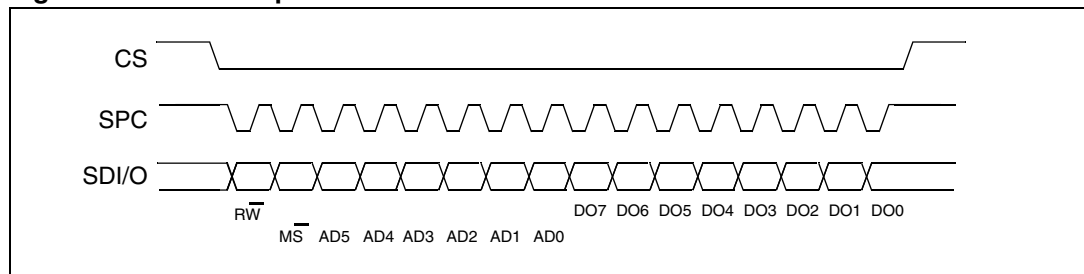 CS
SPC
SDI/O
RW̅
DO7 DO6 DO5 DO4 DO3 DO2 DO1 DO0
MS̅ AD5 AD4 AD3 AD2 AD1 AD0